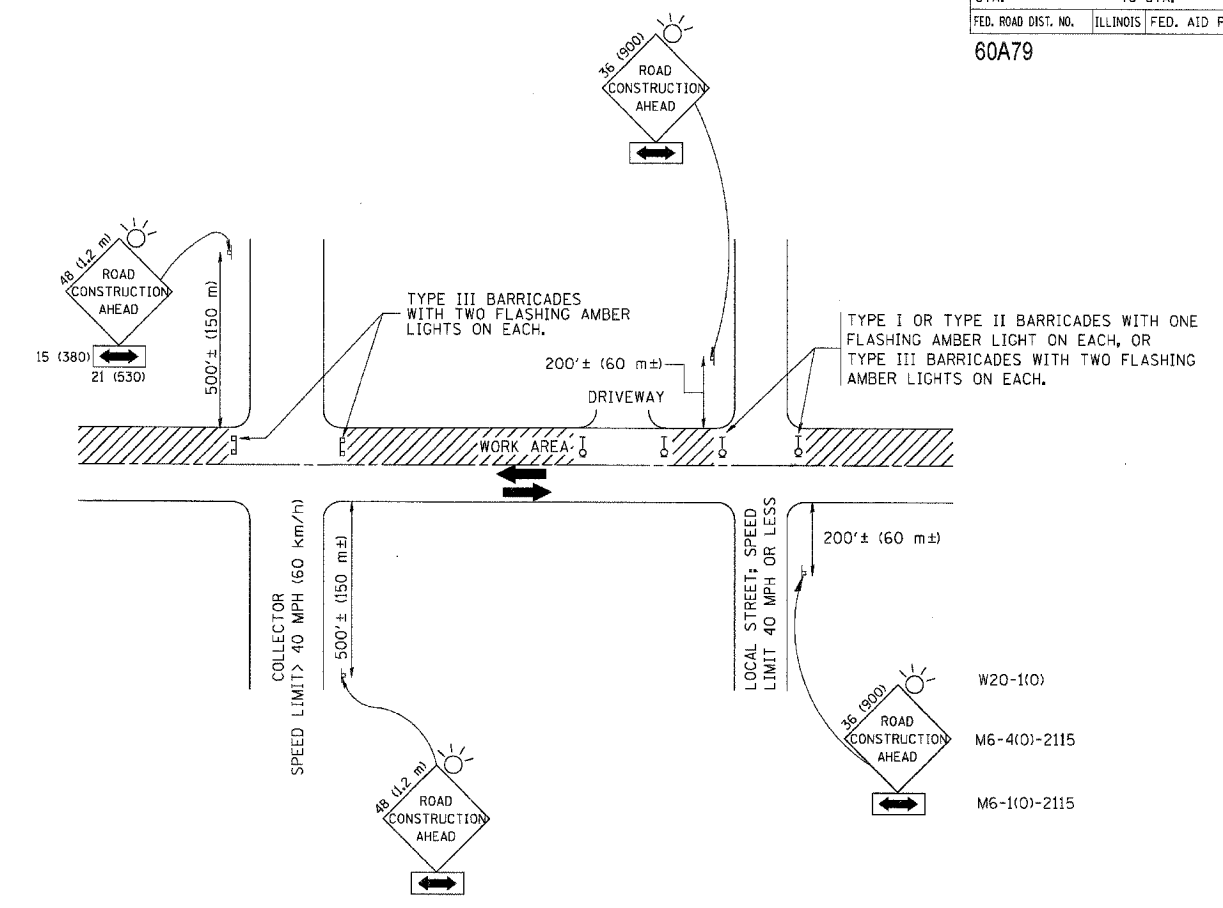 FED. ROAD DIST. NO. ILLINOIS FED. AID
60A79
36 (900)
ROAD
CONSTRUCTION
AHEAD
48 (1.2 m)
ROAD
CONSTRUCTION
AHEAD
15 (380)
21 (530)
500'± (150 m)
TYPE III BARRICADES
WITH TWO FLASHING AMBER
LIGHTS ON EACH.
200'± (60 m±)
DRIVEWAY
TYPE I OR TYPE II BARRICADES WITH ONE
FLASHING AMBER LIGHT ON EACH, OR
TYPE III BARRICADES WITH TWO FLASHING
AMBER LIGHTS ON EACH.
WORK AREA
COLLECTOR
SPEED LIMIT> 40 MPH (60 km/h)
500'± (150 m±)
LOCAL STREET; SPEED
LIMIT 40 MPH OR LESS
200'± (60 m±)
36 (900)
ROAD
CONSTRUCTION
AHEAD
W20-1(O)
M6-4(O)-2115
M6-1(O)-2115
48 (1.2 m)
ROAD
CONSTRUCTION
AHEAD